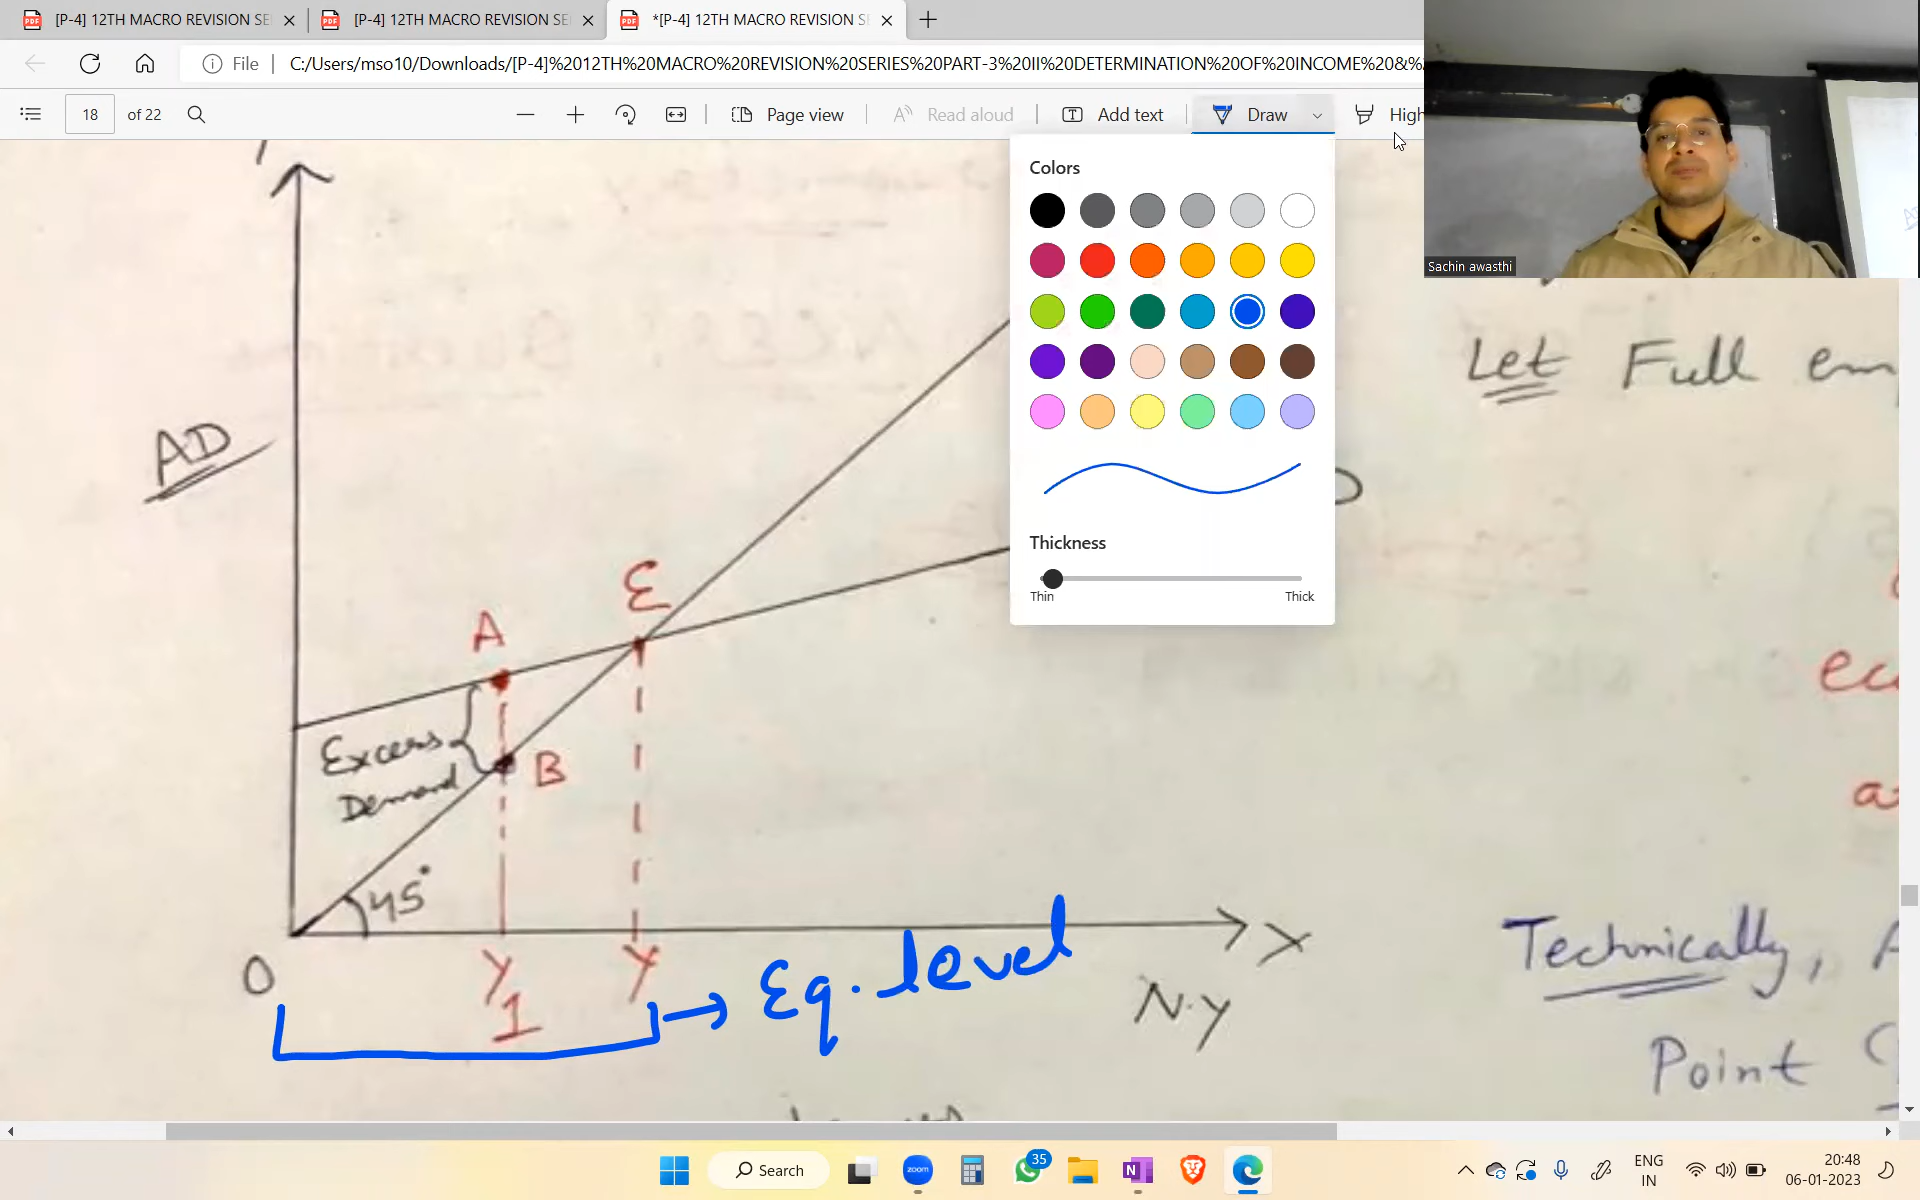 [P-4] 12TH MACRO REVISION SE
[P-4] 12TH MACRO REVISION SE
*[P-4] 12TH MACRO REVISION S
File
C:/Users/mso10/Downloads/[P-4]%2012TH%20MACRO%20REVISION%20SERIES%20PART-3%20II%20DETERMINATION%20OF%20INCOME%20&%
18 of 22
Page view
Read aloud
Add text
Draw
High
Colors
Thickness
Thin
Thick
Sachin awasthi
AD
Let Full em
E
A
Excess
Demand
B
ec
a
45°
O
Y1
Y
X
Eq. level
N.Y
Technically,
Point
Search
zoom
35
ENG
IN
20:48
06-01-2023